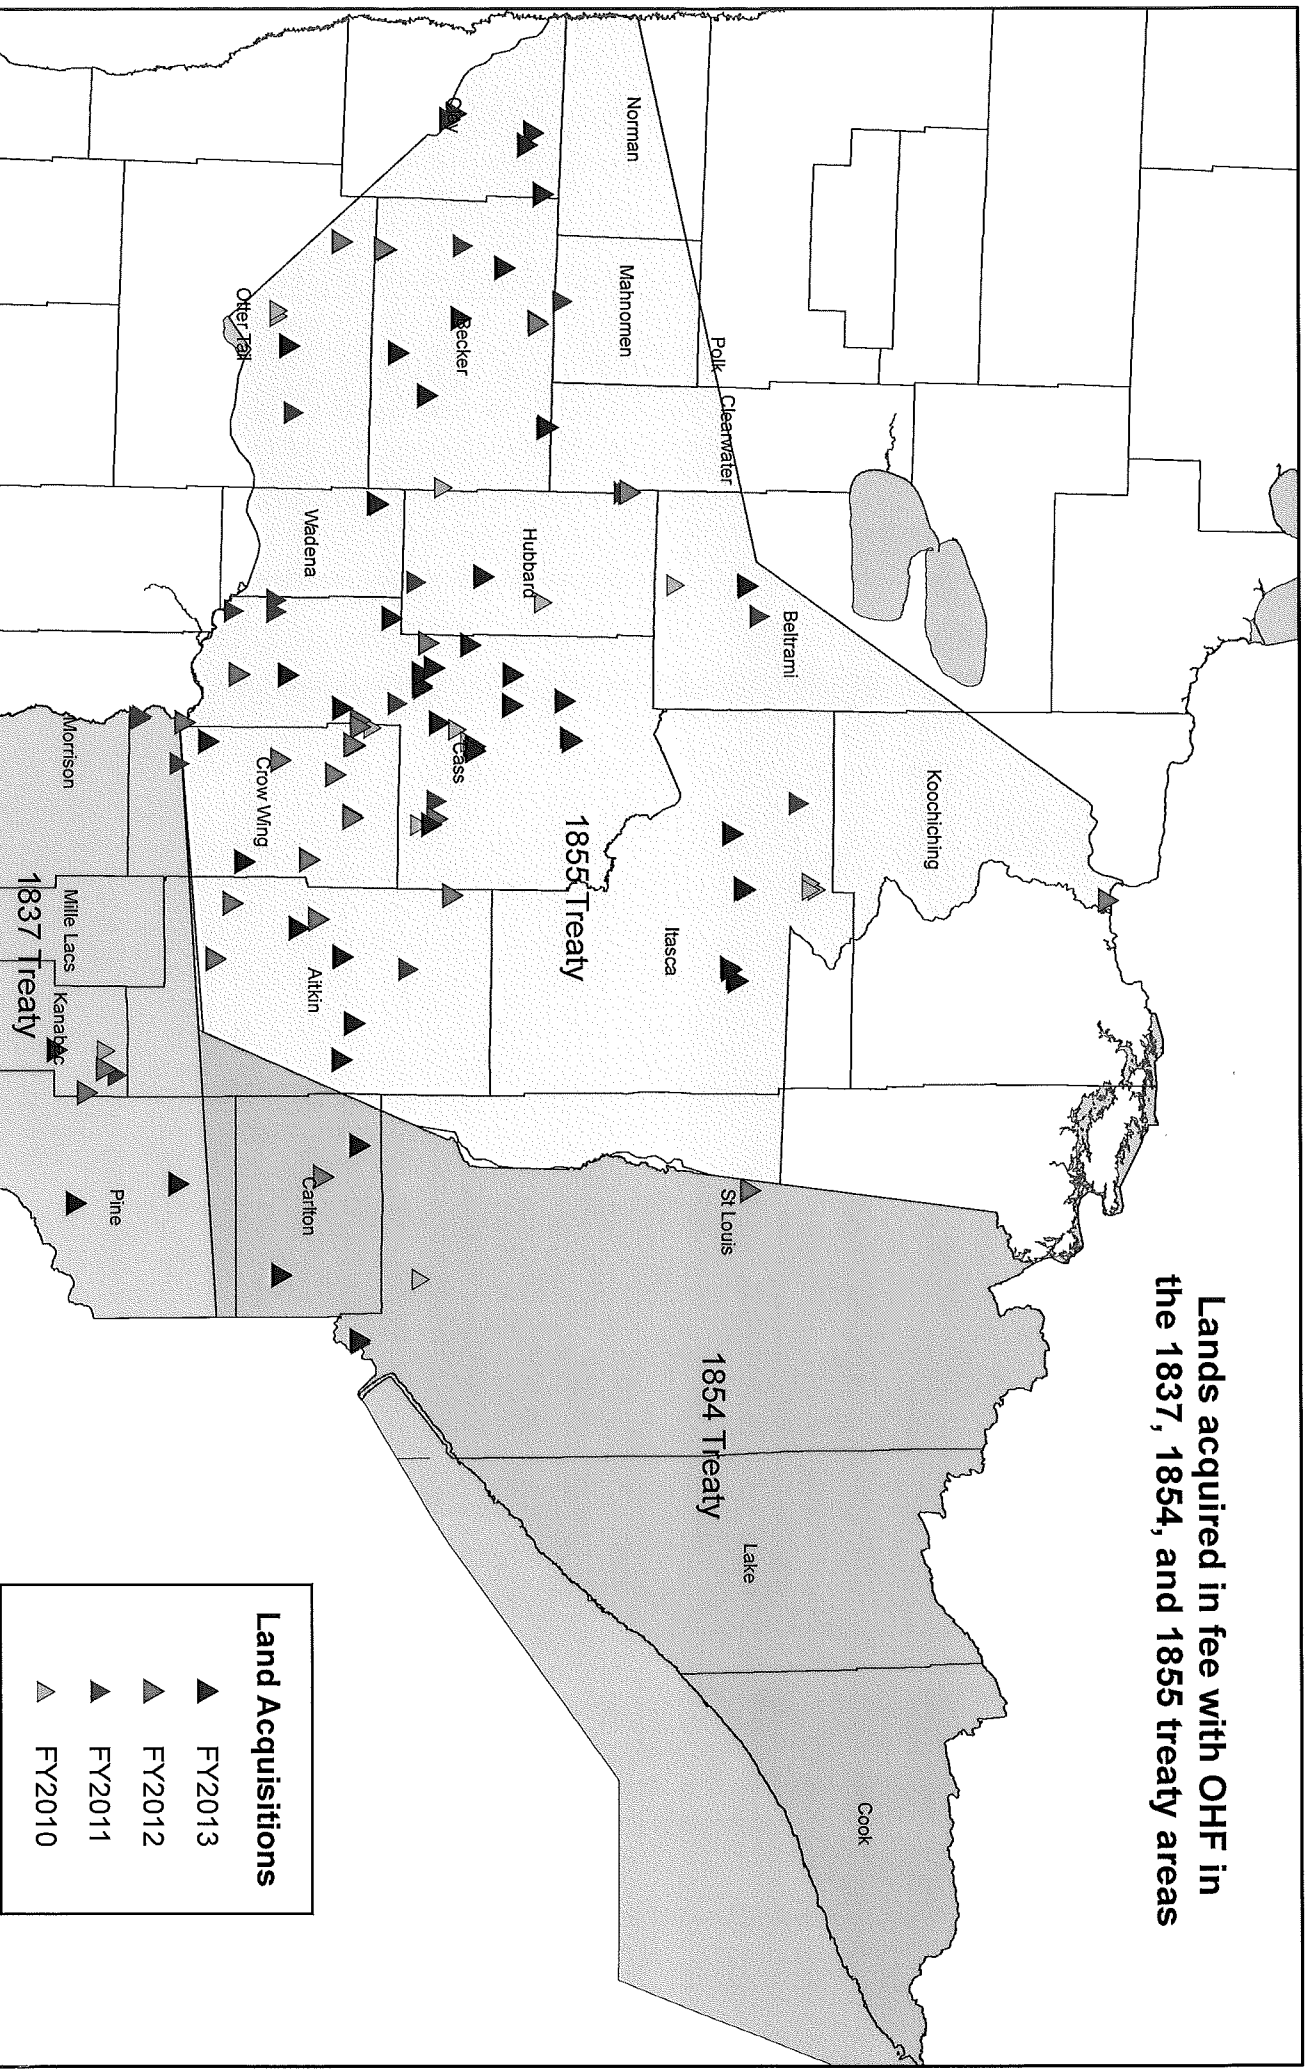 Lands acquired in fee with OHF in
the 1837, 1854, and 1855 treaty areas
Koochiching
Cook
Beltrami
Polk
Clearwater
St Louis
Lake
1854 Treaty
Norman
Mahnomen
Itasca
1855 Treaty
Hubbard
Clay
Becker
Cass
Wadena
Aitkin
Carlton
Crow Wing
Otter Tail
Pine
Morrison
Mille Lacs
Kanabec
1837 Treaty
Land Acquisitions
FY2013
FY2012
FY2011
FY2010